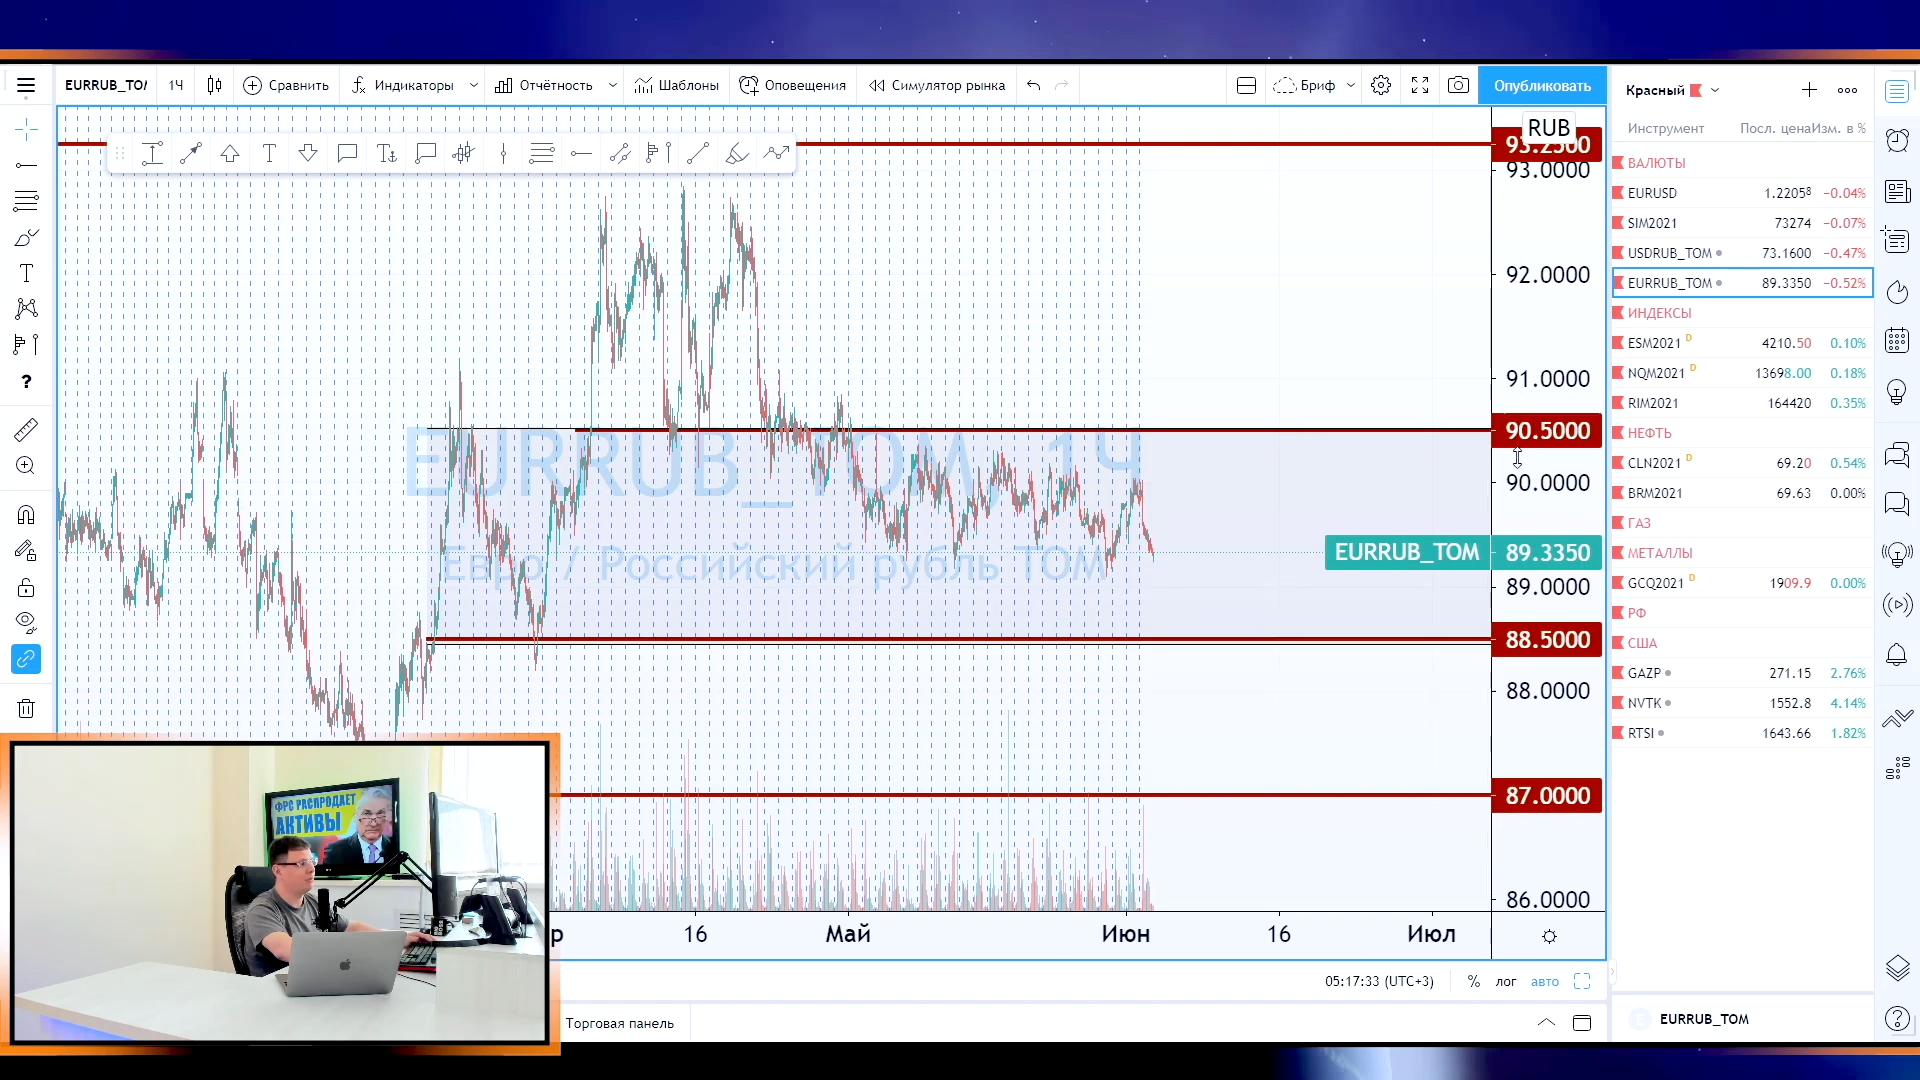 EURRUB_TO
1Ч
Сравнить
Индикаторы
Отчётность
Шаблоны
Оповещения
Симулятор рынка
Бриф
Опубликовать
Красный
RUB
93.2500
93.0000
92.0000
91.0000
90.5000
90.0000
EURRUB_TOM 89.3350
89.0000
88.5000
88.0000
87.0000
86.0000
EURRUB_TOM, 1Ч
Евро / Российский рубль ТОМ
Инструмент Посл. цена Изм. в %
ВАЛЮТЫ
EURUSD 1.22058 −0.04%
SIM2021 73274 −0.07%
USDRUB_TOM 73.1600 −0.47%
EURRUB_TOM 89.3350 −0.52%
ИНДЕКСЫ
ESM2021 D 4210.50 0.10%
NQM2021 D 13698.00 0.18%
RIM2021 164420 0.35%
НЕФТЬ
CLN2021 D 69.20 0.54%
BRM2021 69.63 0.00%
ГАЗ
МЕТАЛЛЫ
GCQ2021 D 1909.9 0.00%
РФ
США
GAZP 271.15 2.76%
NVTK 1552.8 4.14%
RTSI 1643.66 1.82%
ФРС РАСПРОДАЕТ
АКТИВЫ
р 16 Май Июн 16 Июл
05:17:33 (UTC+3) % лог авто
Торговая панель
E EURRUB_TOM